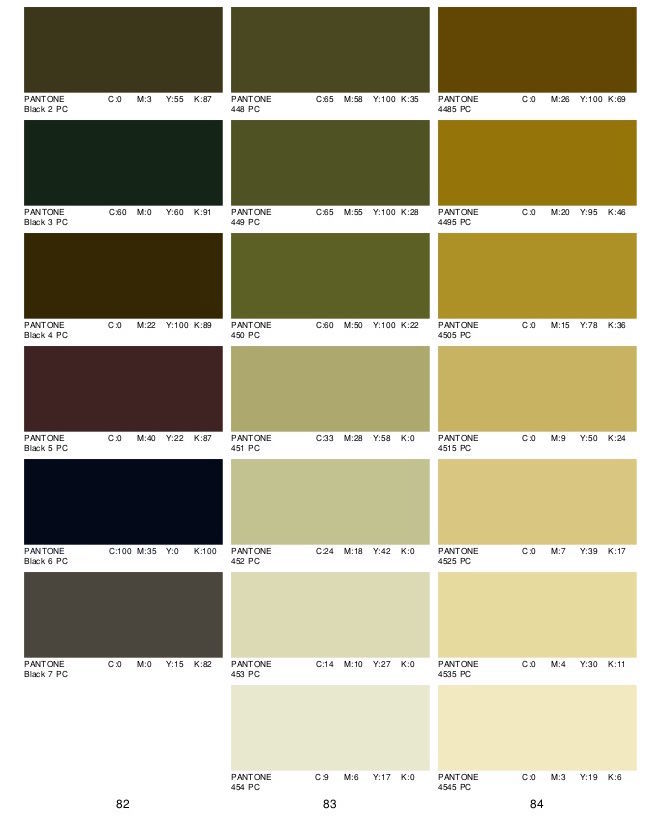 PANTONE C:0 M:3 Y:55 K:87
Black 2 PC
PANTONE C:65 M:58 Y:100 K:35
448 PC
PANTONE C:0 M:26 Y:100 K:69
4485 PC
PANTONE C:60 M:0 Y:60 K:91
Black 3 PC
PANTONE C:65 M:55 Y:100 K:28
449 PC
PANTONE C:0 M:20 Y:95 K:46
4495 PC
PANTONE C:0 M:22 Y:100 K:89
Black 4 PC
PANTONE C:60 M:50 Y:100 K:22
450 PC
PANTONE C:0 M:15 Y:78 K:36
4505 PC
PANTONE C:0 M:40 Y:22 K:87
Black 5 PC
PANTONE C:33 M:28 Y:58 K:0
451 PC
PANTONE C:0 M:9 Y:50 K:24
4515 PC
PANTONE C:100 M:35 Y:0 K:100
Black 6 PC
PANTONE C:24 M:18 Y:42 K:0
452 PC
PANTONE C:0 M:7 Y:39 K:17
4525 PC
PANTONE C:0 M:0 Y:15 K:82
Black 7 PC
PANTONE C:14 M:10 Y:27 K:0
453 PC
PANTONE C:0 M:4 Y:30 K:11
4535 PC
PANTONE C:9 M:6 Y:17 K:0
454 PC
PANTONE C:0 M:3 Y:19 K:6
4545 PC
82 83 84